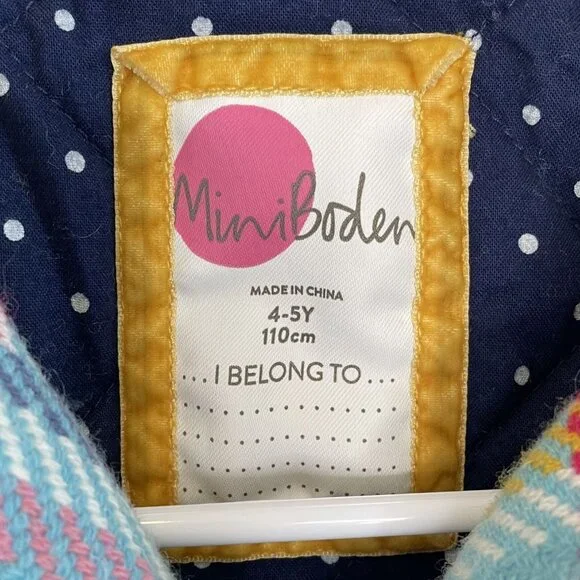 MiniBoden
MADE IN CHINA
4-5Y
110cm
...I BELONG TO...